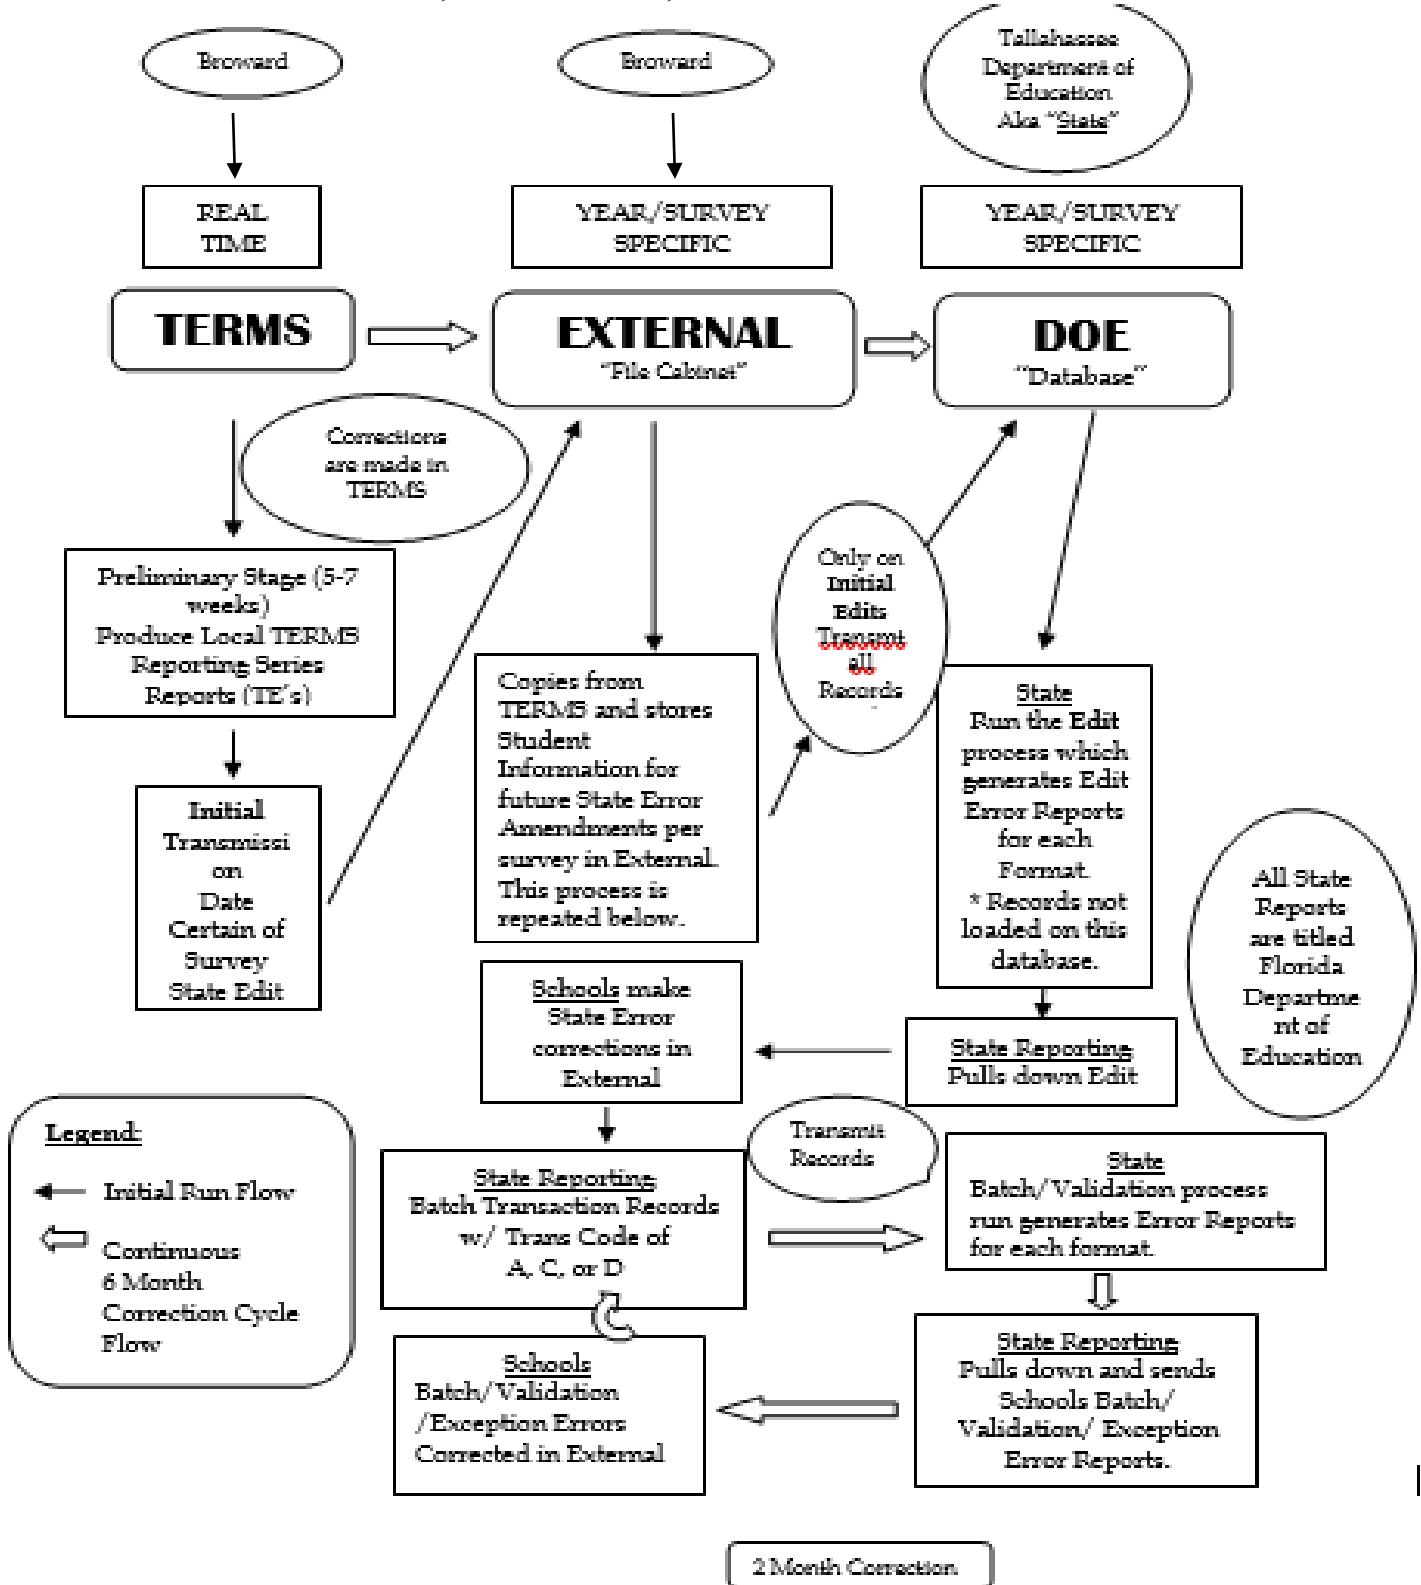 Broward
Broward
Tallahassee
Department of
Education
Aka "State"
REAL
TIME
YEAR/SURVEY
SPECIFIC
YEAR/SURVEY
SPECIFIC
TERMS
EXTERNAL
"File Cabinet"
DOE
"Database"
Corrections
are made in
TERMS
Preliminary Stage (5-7
weeks)
Produce Local TERMS
Reporting Series
Reports (TE's)
Only on
Initial
Edits
Transmt
all
Records
Copies from
TERMS and stores
Student
Information for
future State Error
Amendments per
survey in External.
This process is
repeated below.
State
Run the Edit
process which
generates Edit
Error Reports
for each
Format.
* Records not
loaded on this
database.
Initial
Transmissi
on
Date
Certain of
Survey
State Edit
All State
Reports
are titled
Florida
Departme
nt of
Education
Schools make
State Error
corrections in
External
State Reporting
Pulls down Edit
Legend:
Initial Run Flow
Continuous
6 Month
Correction Cycle
Flow
Transmit
Records
State Reporting
Batch Transaction Records
w/ Trans Code of
A, C, or D
State
Batch/Validation process
run generates Error Reports
for each format.
Schools
Batch/Validation
/Exception Errors
Corrected in External
State Reporting
Pulls down and sends
Schools Batch/
Validation/ Exception
Error Reports.
2 Month Correction